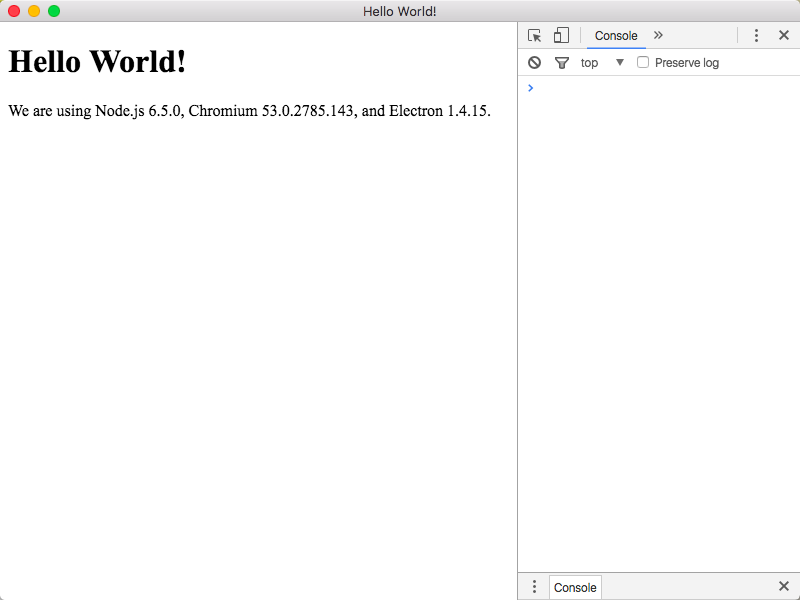 Hello World!
Hello World!
We are using Node.js 6.5.0, Chromium 53.0.2785.143, and Electron 1.4.15.
Console
top
Preserve log
Console